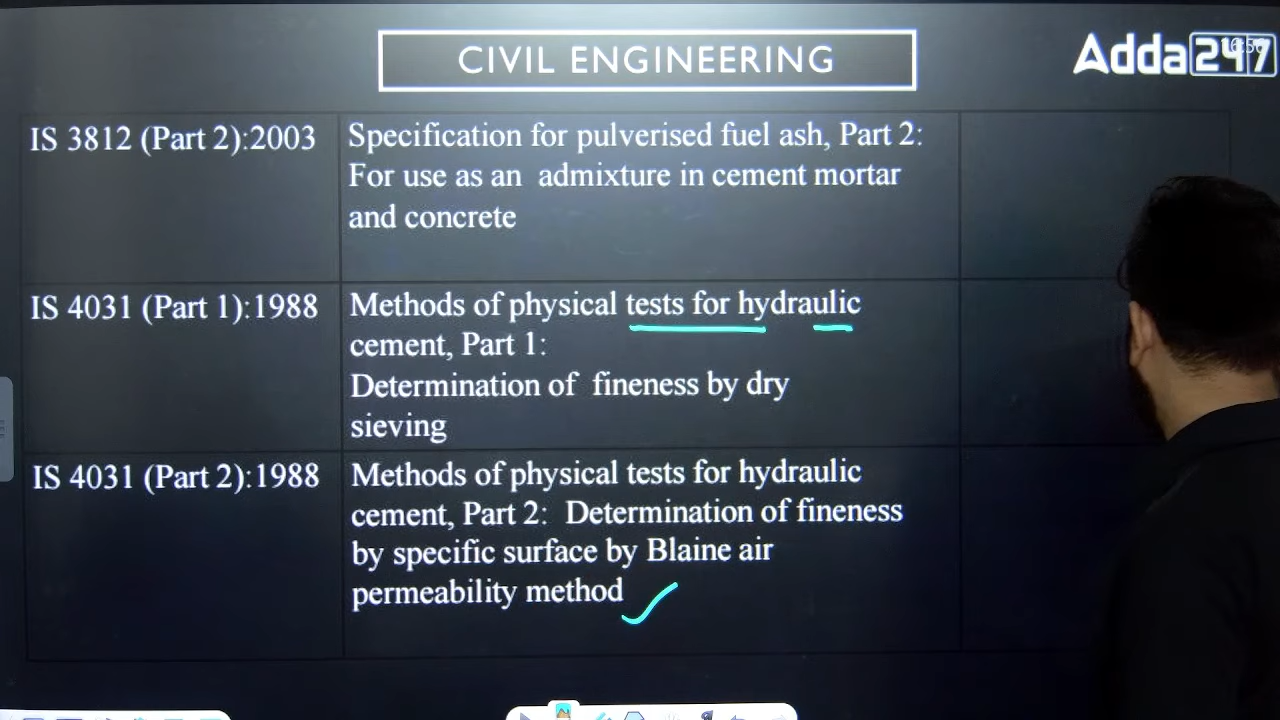 CIVIL ENGINEERING
Adda247
IS 3812 (Part 2):2003
Specification for pulverised fuel ash, Part 2:
For use as an admixture in cement mortar
and concrete
IS 4031 (Part 1):1988
Methods of physical tests for hydraulic
cement, Part 1:
Determination of fineness by dry
sieving
IS 4031 (Part 2):1988
Methods of physical tests for hydraulic
cement, Part 2: Determination of fineness
by specific surface by Blaine air
permeability method